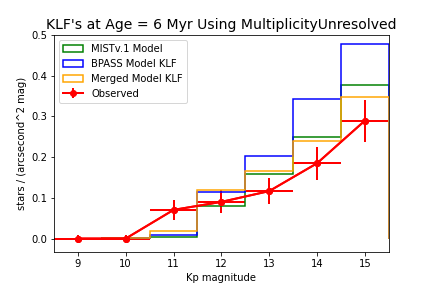 KLF's at Age = 6 Myr Using MultiplicityUnresolved
MISTv.1 Model
BPASS Model KLF
Merged Model KLF
Observed
stars / (arcsecond^2 mag)
0.5
0.4
0.3
0.2
0.1
0.0
9 10 11 12 13 14 15
Kp magnitude